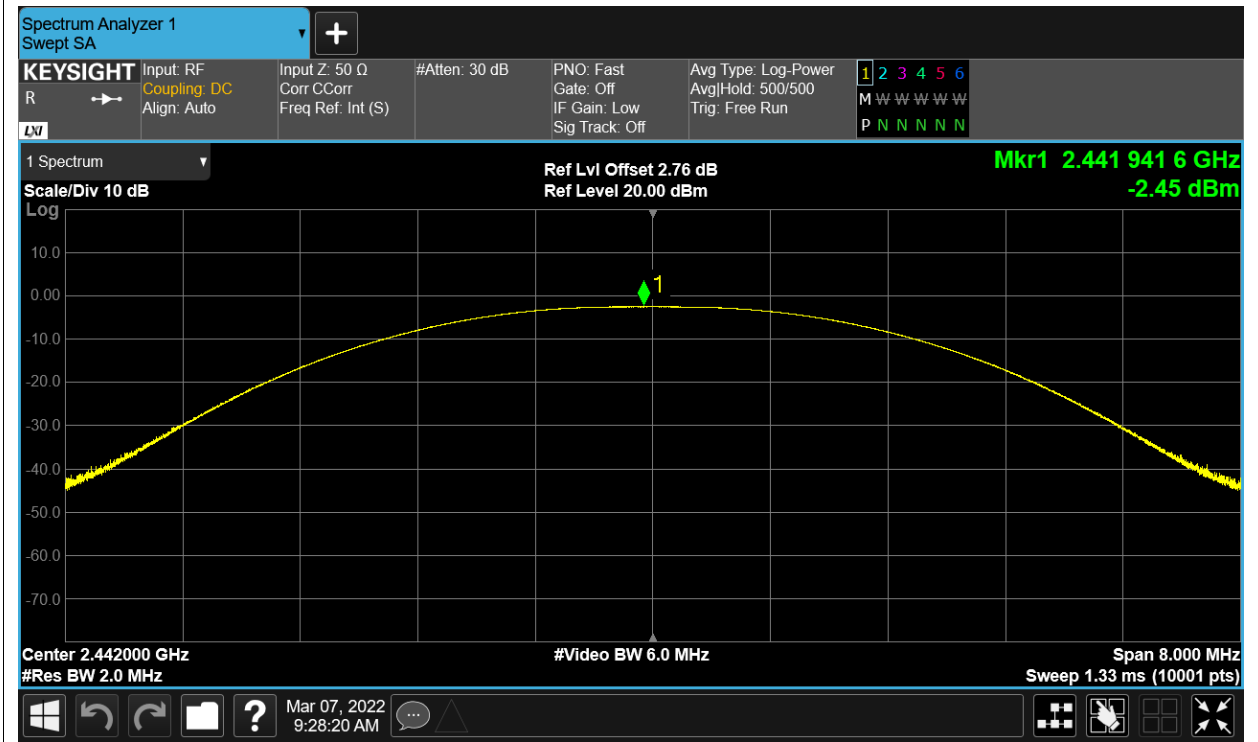 Spectrum Analyzer 1
Swept SA
KEYSIGHT
R
LXI
Input: RF
Coupling: DC
Align: Auto
Input Z: 50 Ω
Corr CCorr
Freq Ref: Int (S)
#Atten: 30 dB
PNO: Fast
Gate: Off
IF Gain: Low
Sig Track: Off
Avg Type: Log-Power
Avg|Hold: 500/500
Trig: Free Run
1 2 3 4 5 6
M W W W W W
P N N N N N
1 Spectrum
Scale/Div 10 dB
Log
Ref Lvl Offset 2.76 dB
Ref Level 20.00 dBm
Mkr1 2.441 941 6 GHz
-2.45 dBm
10.0
0.00
-10.0
-20.0
-30.0
-40.0
-50.0
-60.0
-70.0
1
Center 2.442000 GHz
#Res BW 2.0 MHz
#Video BW 6.0 MHz
Span 8.000 MHz
Sweep 1.33 ms (10001 pts)
?
Mar 07, 2022
9:28:20 AM